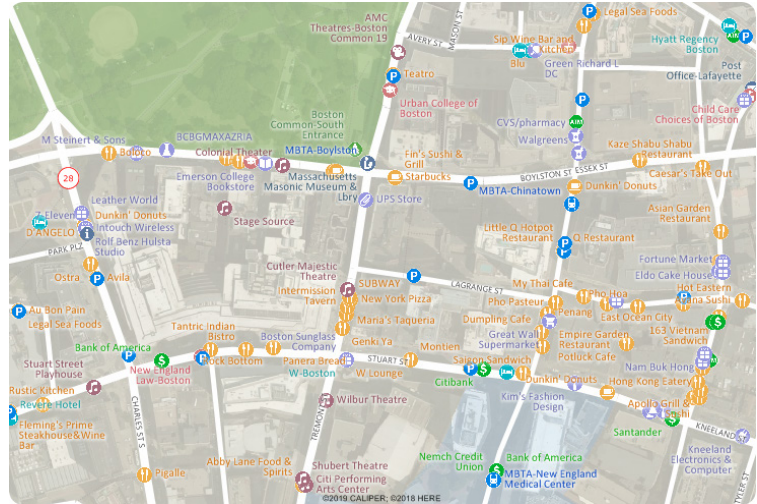 AMC
Theatres-Boston
Common 19
AVERY ST
MASON ST
Legal Sea Foods
Sip Wine Bar and
Kitchen
Blu
Green Richard L
DC
Hyatt Regency
Boston
Post
Office-Lafayette
Teatro
Urban College of
Boston
Child Care
Choices of Boston
Boston
Common-South
Entrance
CVS/pharmacy
Walgreens
M Steinert & Sons
BCBGMAXAZRIA
Boloco
Colonial Theater
MBTA-Boylston
Fin's Sushi &
Grill
Kaze Shabu Shabu
Restaurant
28
Emerson College
Bookstore
Massachusetts
Masonic Museum &
Lbry
Starbucks
BOYLSTON ST ESSEX ST
Caesar's Take Out
MBTA-Chinatown
Dunkin' Donuts
Leather World
Eleven
Dunkin' Donuts
UPS Store
D'ANGELO
Intouch Wireless
Rolf Benz Hulsta
Studio
Stage Source
Asian Garden
Restaurant
Little Q Hotpot
Restaurant
Q Restaurant
PARK PLZ
Fortune Market
Eldo Cake House
Ostra
Avila
Cutler Majestic
Theatre
SUBWAY
LAGRANGE ST
My Thai Cafe
Hot Eastern
Intermission
Tavern
New York Pizza
Pho Pasteur
Pho Hoa
Penang
Sushi
Au Bon Pain
Maria's Taqueria
Dumpling Cafe
East Ocean City
Legal Sea Foods
Tantric Indian
Bistro
Boston Sunglass
Company
Genki Ya
Great Wall
Supermarket
Empire Garden
Restaurant
163 Vietnam
Sandwich
Bank of America
Rock Bottom
Panera Bread
STUART ST
Montien
Potluck Cafe
Stuart Street
Playhouse
New England
Law-Boston
W-Boston
W Lounge
Saigon Sandwich
Nam Buk Hong
Citibank
Dunkin' Donuts
Hong Kong Eatery
Rustic Kitchen
Revere Hotel
Wilbur Theatre
Kim's Fashion
Design
Apollo Grill &
Sushi
CHARLES ST S
TREMONT
Fleming's Prime
Steakhouse&Wine
Bar
Santander
KNEELAND
Abby Lane Food &
Spirits
Shubert Theatre
Nemch Credit
Union
Bank of America
Kneeland
Electronics &
Computer
Pigalle
Citi Performing
Arts Center
MBTA-New England
Medical Center
TYLER ST
©2019 CALIPER; ©2018 HERE